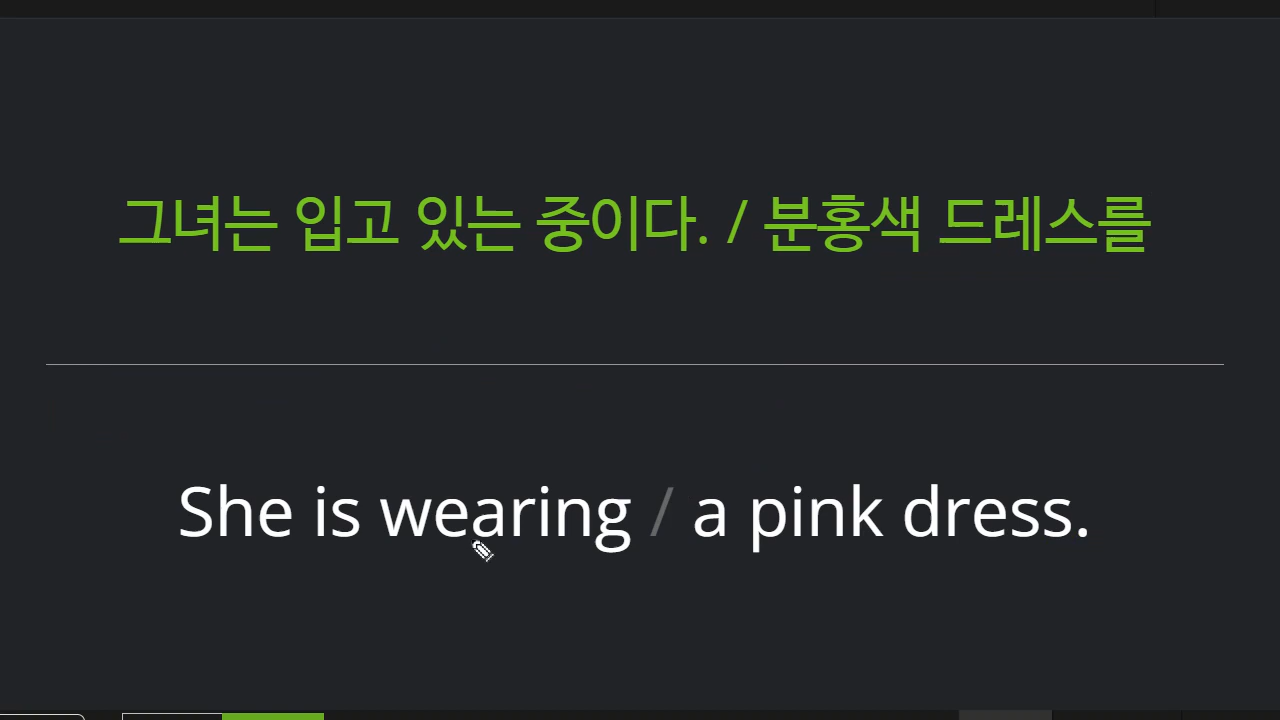 그녀는 입고 있는 중이다. / 분홍색 드레스를
She is wearing / a pink dress.